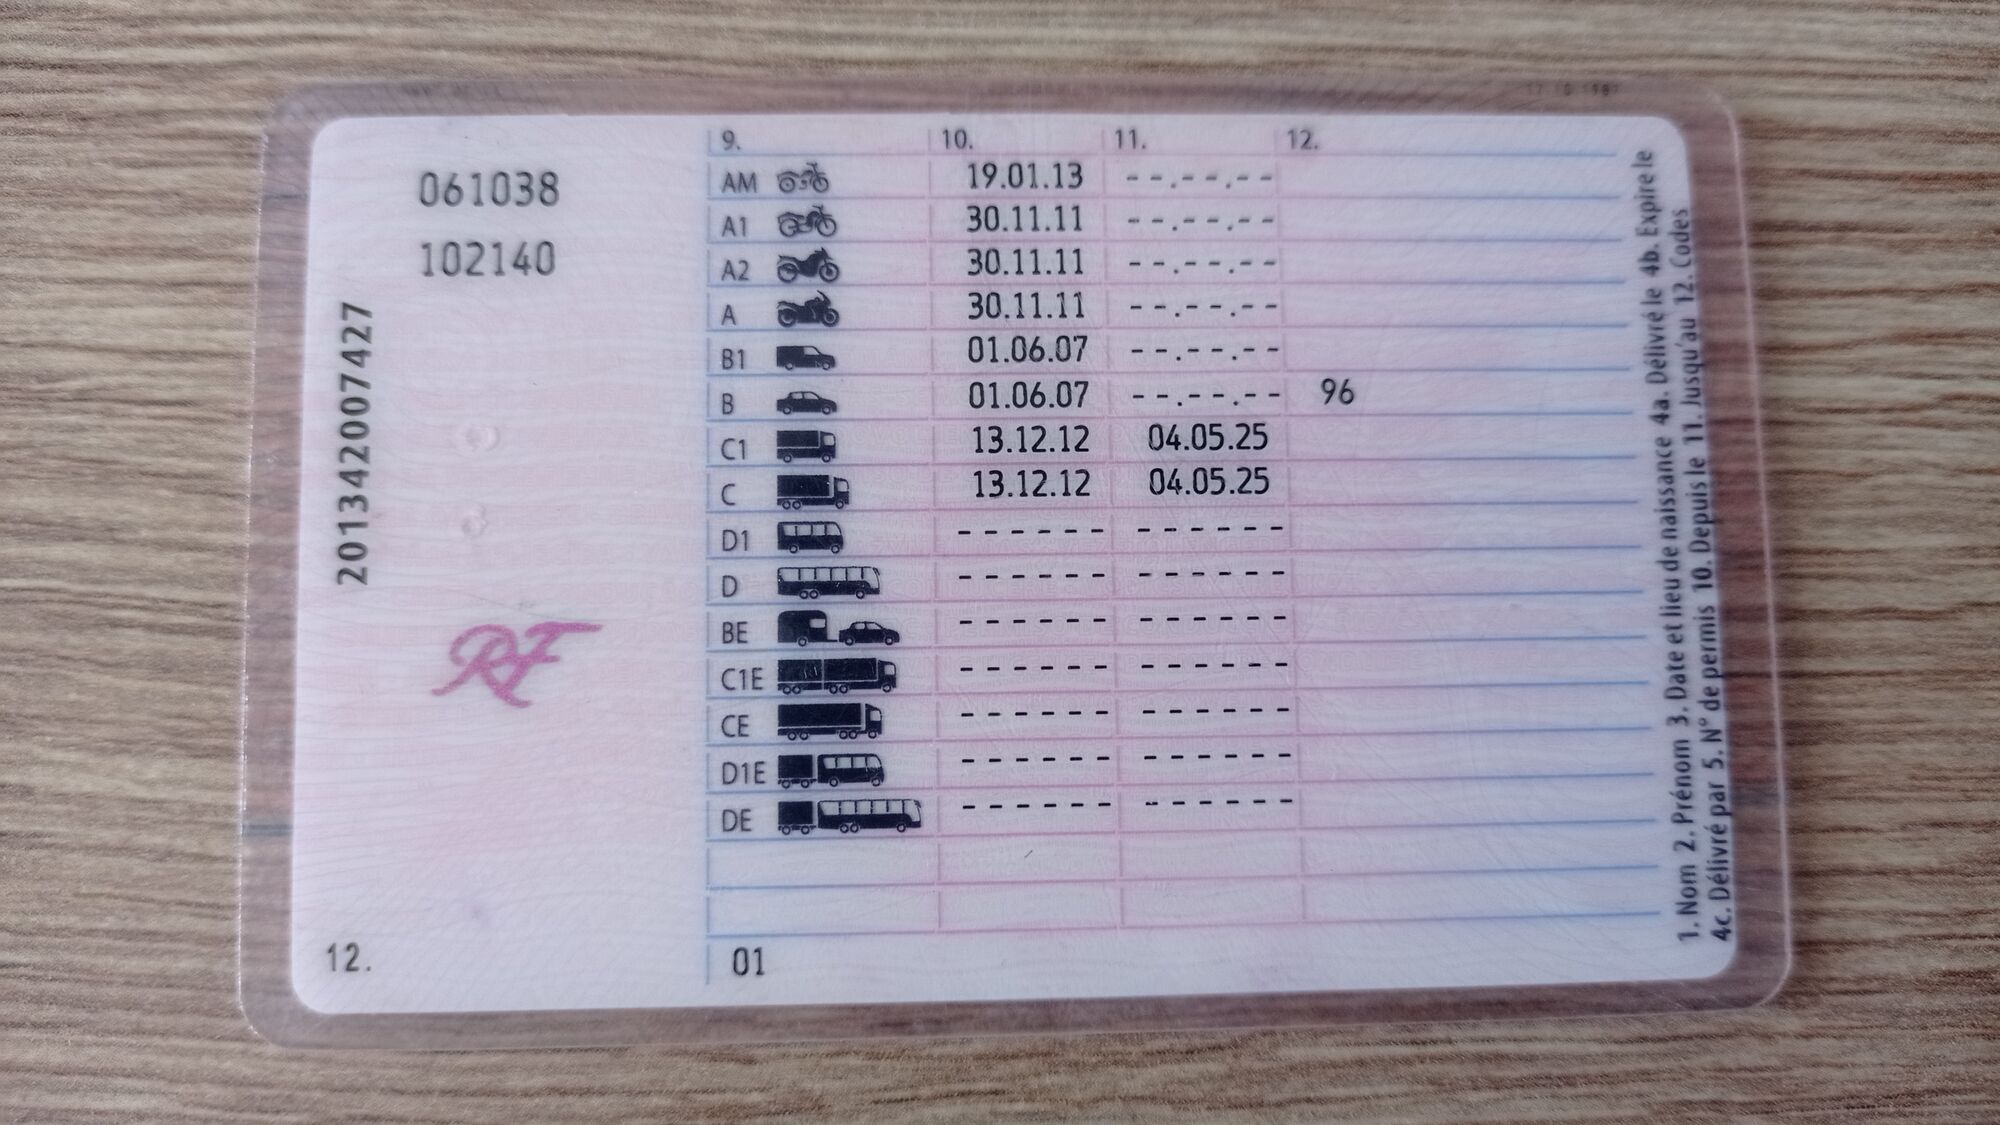 061038
102140
201342007427
RF
12.
9. 10. 11. 12.
AM 19.01.13 --.--.--
A1 30.11.11 --.--.--
A2 30.11.11 --.--.--
A 30.11.11 --.--.--
B1 01.06.07 --.--.--
B 01.06.07 --.--.-- 96
C1 13.12.12 04.05.25
C 13.12.12 04.05.25
D1 ------ ------
D ------ ------
BE ------ ------
C1E ------ ------
CE ------ ------
D1E ------ ------
DE ------ ------
01
1. Nom 2. Prénom 3. Date et lieu de naissance 4a. Délivré le 4b. Expire le
4c. Délivré par 5. N° de permis 10. Depuis le 11. Jusqu'au 12. Codes